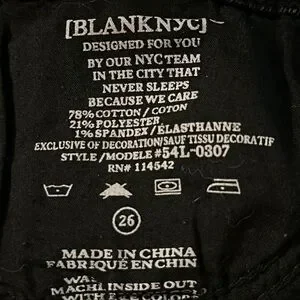 [BLANKNYC]
DESIGNED FOR YOU
BY OUR NYC TEAM
IN THE CITY THAT
NEVER SLEEPS
BECAUSE WE CARE
78% COTTON / COTON
21% POLYESTER
1% SPANDEX / ÉLASTHANNE
EXCLUSIVE OF DECORATION/SAUF TISSU DECORATIF
STYLE / MODELE #54L-0307
RN# 114542
26
MADE IN CHINA
FABRIQUÉ EN CHIN
MACH. INSIDE OUT
WITH